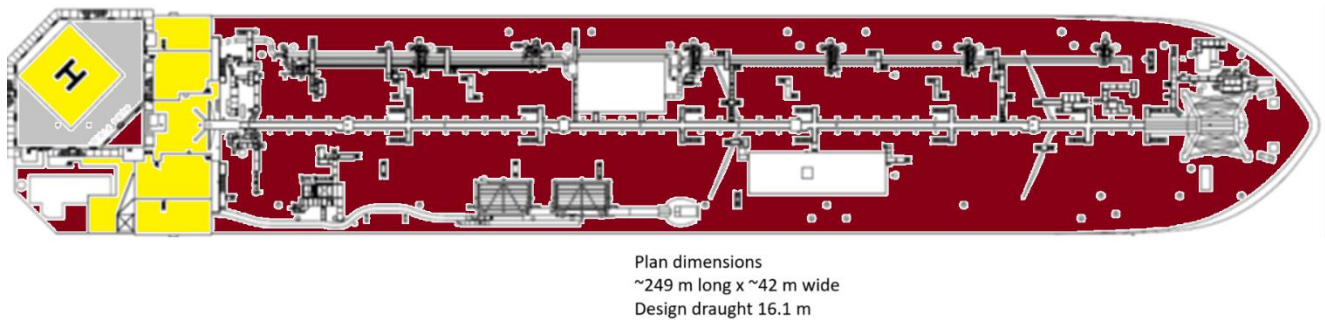 H
Plan dimensions
~249 m long x ~42 m wide
Design draught 16.1 m